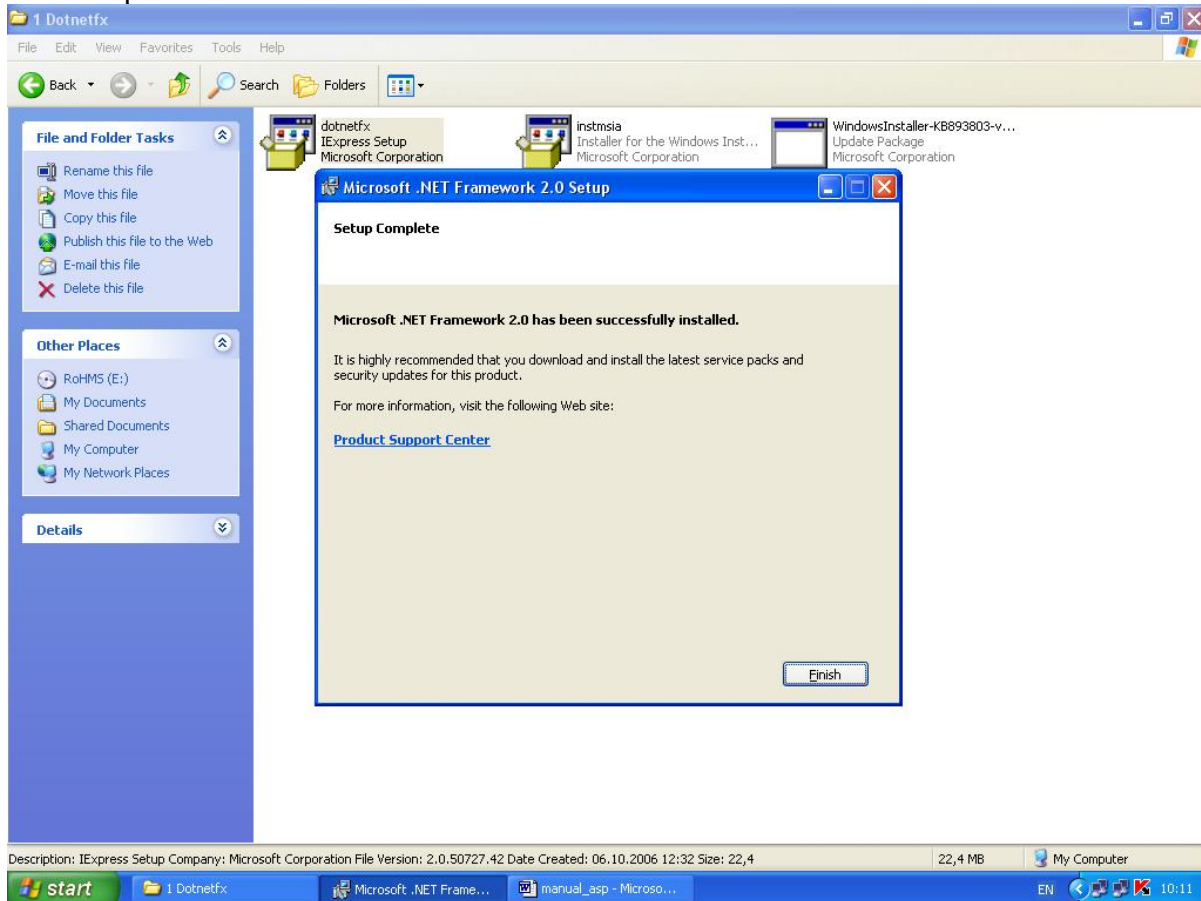 1 Dotnetfx
File Edit View Favorites Tools Help
Back Search Folders
File and Folder Tasks
Rename this file
Move this file
Copy this file
Publish this file to the Web
E-mail this file
Delete this file
Other Places
RoHMS (E:)
My Documents
Shared Documents
My Computer
My Network Places
Details
dotnetfx
IExpress Setup
Microsoft Corporation
instmsia
Installer for the Windows Inst...
Microsoft Corporation
WindowsInstaller-KB893803-v...
Update Package
Microsoft Corporation
Microsoft .NET Framework 2.0 Setup
Setup Complete
Microsoft .NET Framework 2.0 has been successfully installed.
It is highly recommended that you download and install the latest service packs and
security updates for this product.
For more information, visit the following Web site:
Product Support Center
Finish
Description: IExpress Setup Company: Microsoft Corporation File Version: 2.0.50727.42 Date Created: 06.10.2006 12:32 Size: 22,4 22,4 MB My Computer
start 1 Dotnetfx Microsoft .NET Frame... manual_asp - Microso... EN 10:11